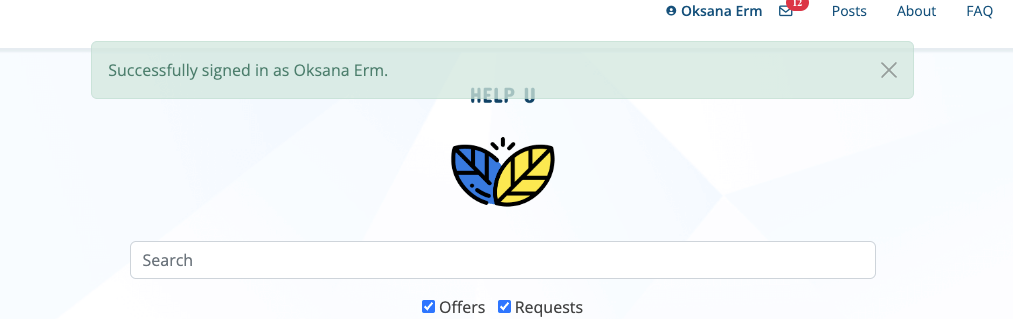 Oksana Erm 12 Posts About FAQ
Successfully signed in as Oksana Erm.
HELP U
Search
Offers Requests